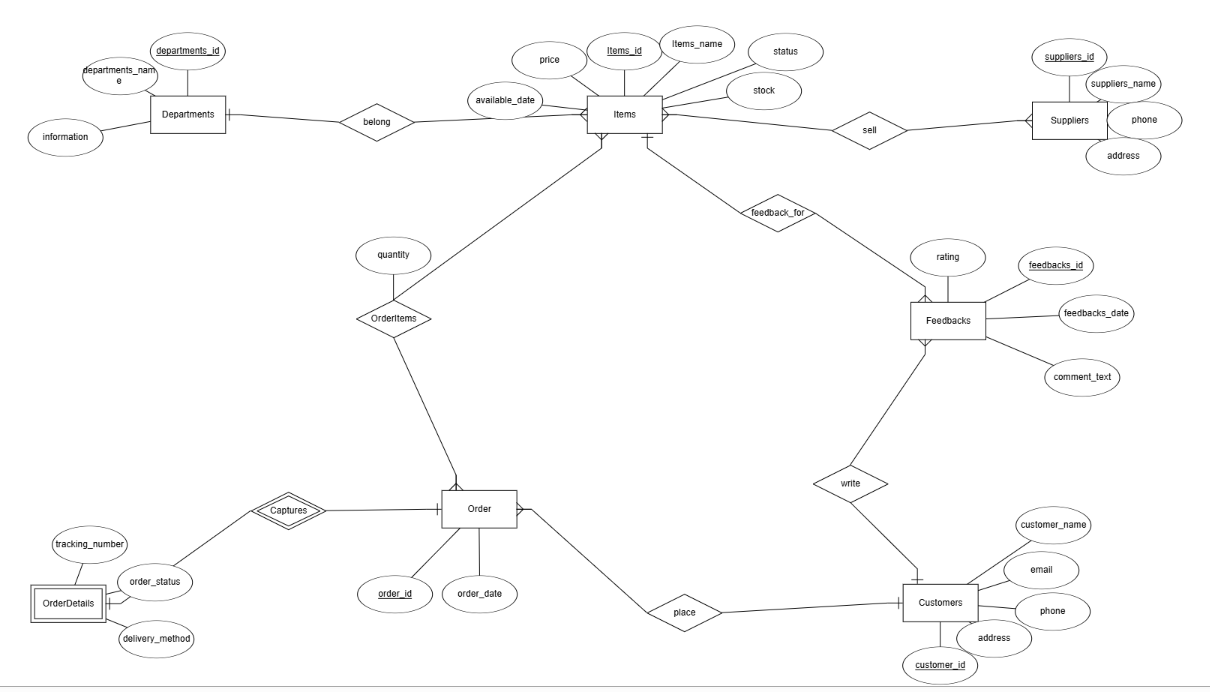 departments_id
departments_nam
e
information
Departments
belong
available_date
price
Items_id
Items_name
status
stock
Items
sell
suppliers_id
suppliers_name
phone
address
Suppliers
feedback_for
quantity
OrderItems
rating
feedbacks_id
feedbacks_date
comment_text
Feedbacks
write
Captures
Order
order_id
order_date
tracking_number
order_status
OrderDetails
delivery_method
place
customer_name
email
phone
address
customer_id
Customers